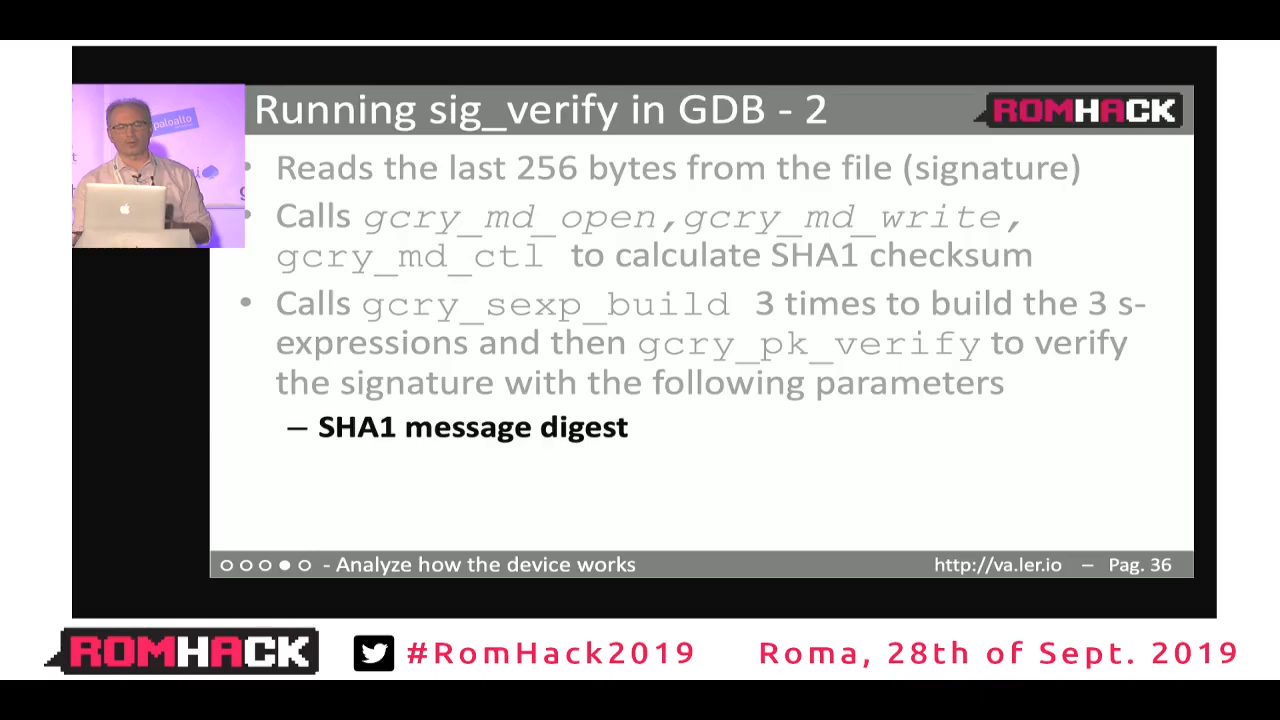 Running sig_verify in GDB - 2
ROMHACK
paloalto
• Reads the last 256 bytes from the file (signature)
• Calls gcry_md_open,gcry_md_write,
gcry_md_ctl to calculate SHA1 checksum
• Calls gcry_sexp_build 3 times to build the 3 s-
expressions and then gcry_pk_verify to verify
the signature with the following parameters
– SHA1 message digest
- Analyze how the device works
http://va.ler.io – Pag. 36
ROMHACK
#RomHack2019
Roma, 28th of Sept. 2019